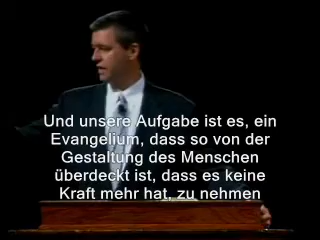 Und unsere Aufgabe ist es, ein
Evangelium, dass so von der
Gestaltung des Menschen
überdeckt ist, dass es keine
Kraft mehr hat, zu nehmen